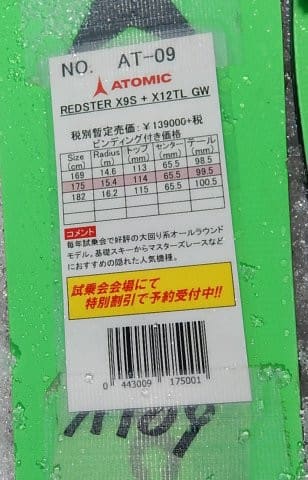 NO. AT-09
ATOMIC
REDSTER X9S + X12TL GW
税別暫定売価：￥139000+税
ビンディング付き価格
Size(cm) Radius(m) トップ(mm) センター(mm) テール(mm)
169 14.6 113 65.5 98.5
175 15.4 114 65.5 99.5
182 16.2 115 65.5 100.5
コメント
毎年試乗会で好評の大回り系オールラウンド
モデル。基礎スキーからマスターズレースなど
におすすめの隠れた人気機種。
試乗会会場にて
特別割引で予約受付中!!
0 443009 175001